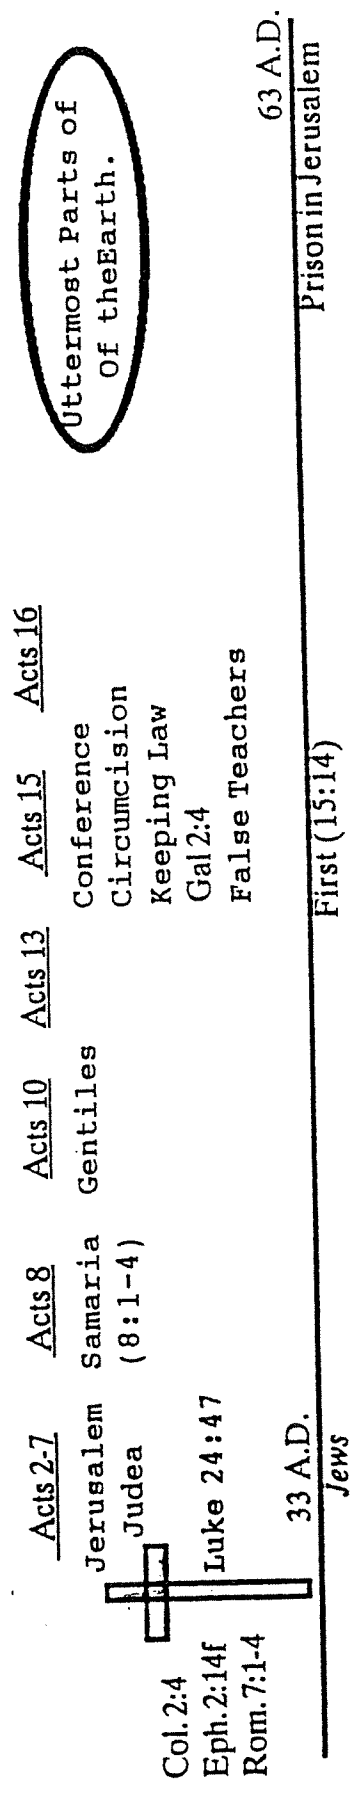 Acts 2-7
Jerusalem
Judea
Luke 24:47
Col. 2:4
Eph. 2:14f
Rom. 7:1-4
33 A.D.
Jews
Acts 8
Samaria
(8:1-4)
Acts 10
Gentiles
Acts 13
Acts 15
Conference
Circumcision
Keeping Law
Gal 2:4
False Teachers
First (15:14)
Acts 16
Uttermost Parts of
Of theEarth.
63 A.D.
Prison in Jerusalem